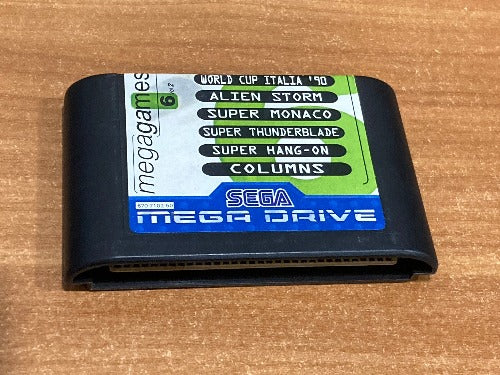 megagames
6
WORLD CUP ITALIA '90
ALIEN STORM
SUPER MONACO
SUPER THUNDERBLADE
SUPER HANG-ON
COLUMNS
SEGA
MEGA DRIVE